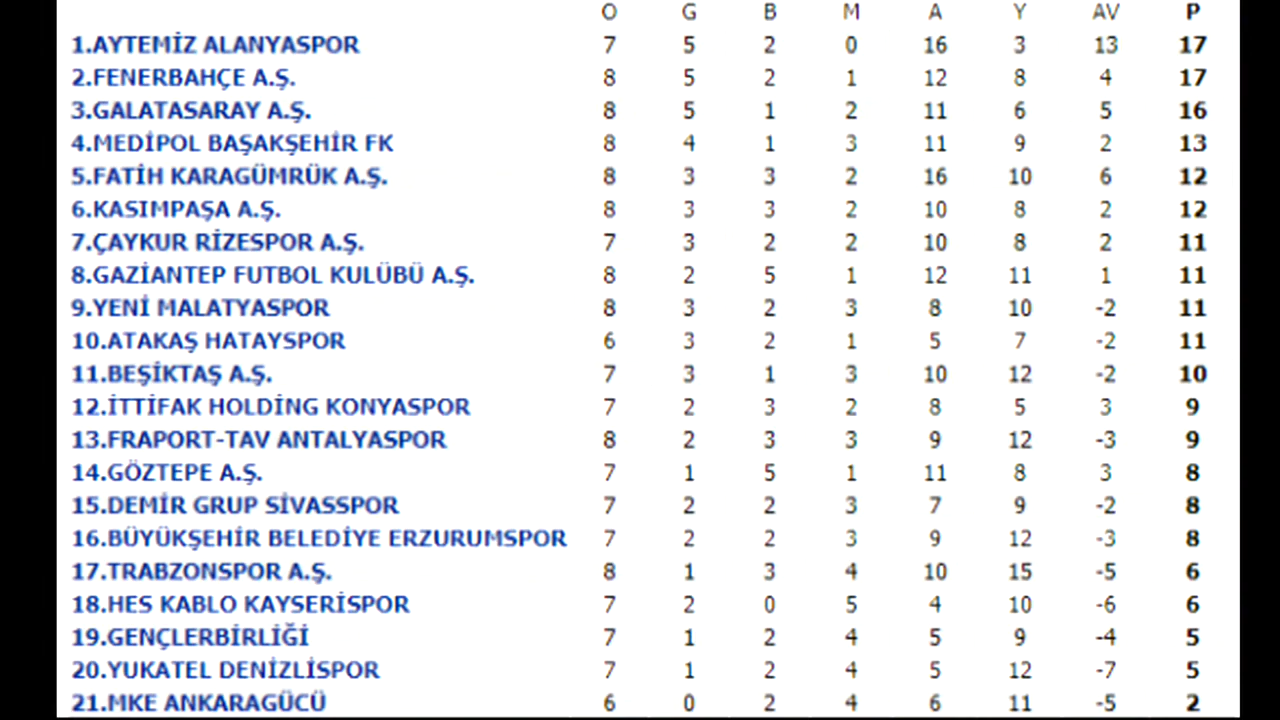 O G B M A Y AV P
1.AYTEMİZ ALANYASPOR 7 5 2 0 16 3 13 17
2.FENERBAHÇE A.Ş. 8 5 2 1 12 8 4 17
3.GALATASARAY A.Ş. 8 5 1 2 11 6 5 16
4.MEDİPOL BAŞAKŞEHİR FK 8 4 1 3 11 9 2 13
5.FATİH KARAGÜMRÜK A.Ş. 8 3 3 2 16 10 6 12
6.KASIMPAŞA A.Ş. 8 3 3 2 10 8 2 12
7.ÇAYKUR RİZESPOR A.Ş. 7 3 2 2 10 8 2 11
8.GAZİANTEP FUTBOL KULÜBÜ A.Ş. 8 2 5 1 12 11 1 11
9.YENİ MALATYASPOR 8 3 2 3 8 10 -2 11
10.ATAKAŞ HATAYSPOR 6 3 2 1 5 7 -2 11
11.BEŞİKTAŞ A.Ş. 7 3 1 3 10 12 -2 10
12.İTTİFAK HOLDİNG KONYASPOR 7 2 3 2 8 5 3 9
13.FRAPORT-TAV ANTALYASPOR 8 2 3 3 9 12 -3 9
14.GÖZTEPE A.Ş. 7 1 5 1 11 8 3 8
15.DEMİR GRUP SİVASSPOR 7 2 2 3 7 9 -2 8
16.BÜYÜKŞEHİR BELEDİYE ERZURUMSPOR 7 2 2 3 9 12 -3 8
17.TRABZONSPOR A.Ş. 8 1 3 4 10 15 -5 6
18.HES KABLO KAYSERİSPOR 7 2 0 5 4 10 -6 6
19.GENÇLERBİRLİĞİ 7 1 2 4 5 9 -4 5
20.YUKATEL DENİZLİSPOR 7 1 2 4 5 12 -7 5
21.MKE ANKARAGÜCÜ 6 0 2 4 6 11 -5 2